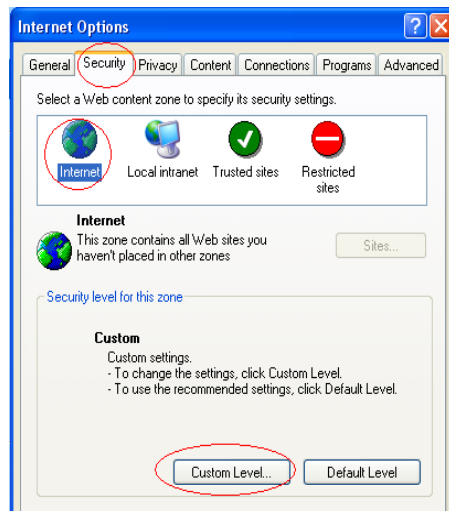 Internet Options
General Security Privacy Content Connections Programs Advanced
Select a Web content zone to specify its security settings.
Internet Local intranet Trusted sites Restricted sites
Internet
This zone contains all Web sites you
haven't placed in other zones
Sites...
Security level for this zone
Custom
Custom settings.
- To change the settings, click Custom Level.
- To use the recommended settings, click Default Level.
Custom Level... Default Level